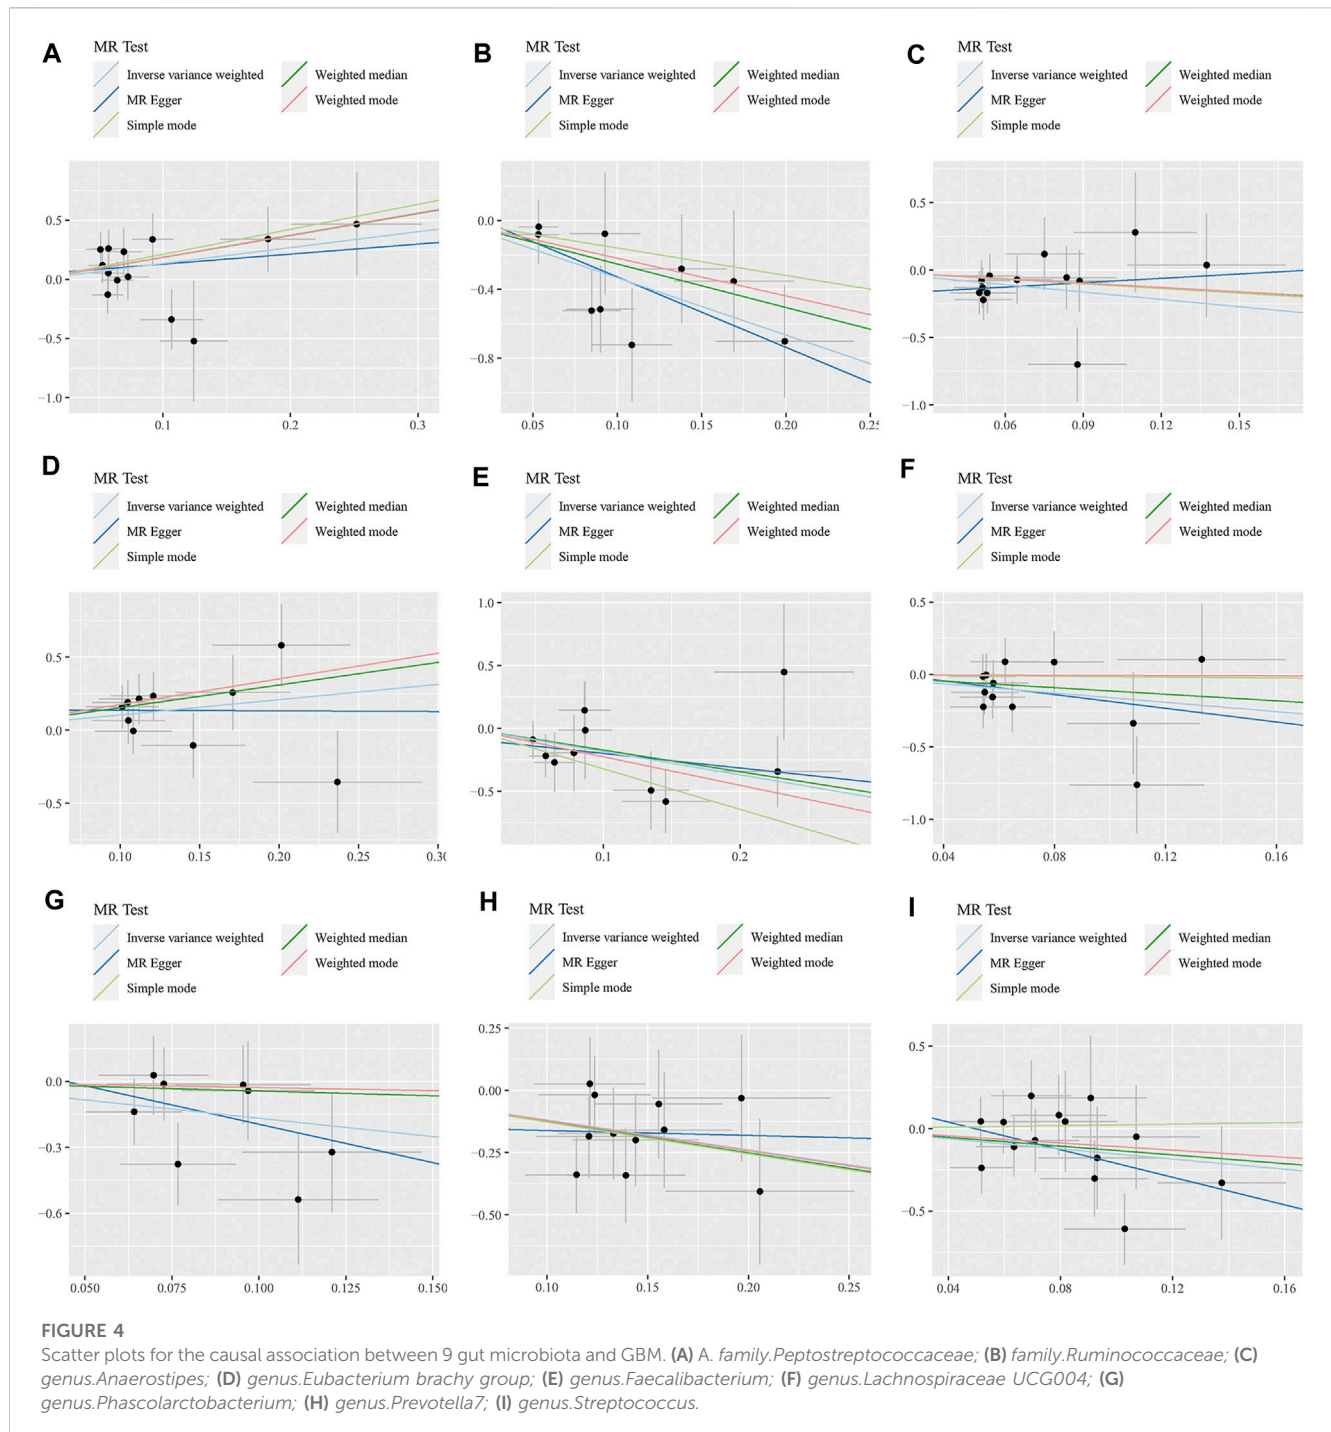 A
MR Test
Inverse variance weighted
Weighted median
MR Egger
Weighted mode
Simple mode
0.5
0.0
−0.5
−1.0
0.1 0.2 0.3
B
MR Test
Inverse variance weighted
Weighted median
MR Egger
Weighted mode
Simple mode
0.0
−0.4
−0.8
0.05 0.10 0.15 0.20 0.25
C
MR Test
Inverse variance weighted
Weighted median
MR Egger
Weighted mode
Simple mode
0.5
0.0
−0.5
−1.0
0.06 0.09 0.12 0.15
D
MR Test
Inverse variance weighted
Weighted median
MR Egger
Weighted mode
Simple mode
0.5
0.0
−0.5
0.10 0.15 0.20 0.25 0.30
E
MR Test
Inverse variance weighted
Weighted median
MR Egger
Weighted mode
Simple mode
1.0
0.5
0.0
−0.5
0.1 0.2
F
MR Test
Inverse variance weighted
Weighted median
MR Egger
Weighted mode
Simple mode
0.5
0.0
−0.5
−1.0
0.04 0.08 0.12 0.16
G
MR Test
Inverse variance weighted
Weighted median
MR Egger
Weighted mode
Simple mode
0.0
−0.3
−0.6
0.050 0.075 0.100 0.125 0.150
H
MR Test
Inverse variance weighted
Weighted median
MR Egger
Weighted mode
Simple mode
0.25
0.00
−0.25
−0.50
0.10 0.15 0.20 0.25
I
MR Test
Inverse variance weighted
Weighted median
MR Egger
Weighted mode
Simple mode
0.5
0.0
−0.5
0.04 0.08 0.12 0.16
FIGURE 4
Scatter plots for the causal association between 9 gut microbiota and GBM. (A) A. family.Peptostreptococcaceae; (B) family.Ruminococcaceae; (C)
genus.Anaerostipes; (D) genus.Eubacterium brachy group; (E) genus.Faecalibacterium; (F) genus.Lachnospiraceae UCG004; (G)
genus.Phascolarctobacterium; (H) genus.Prevotella7; (I) genus.Streptococcus.